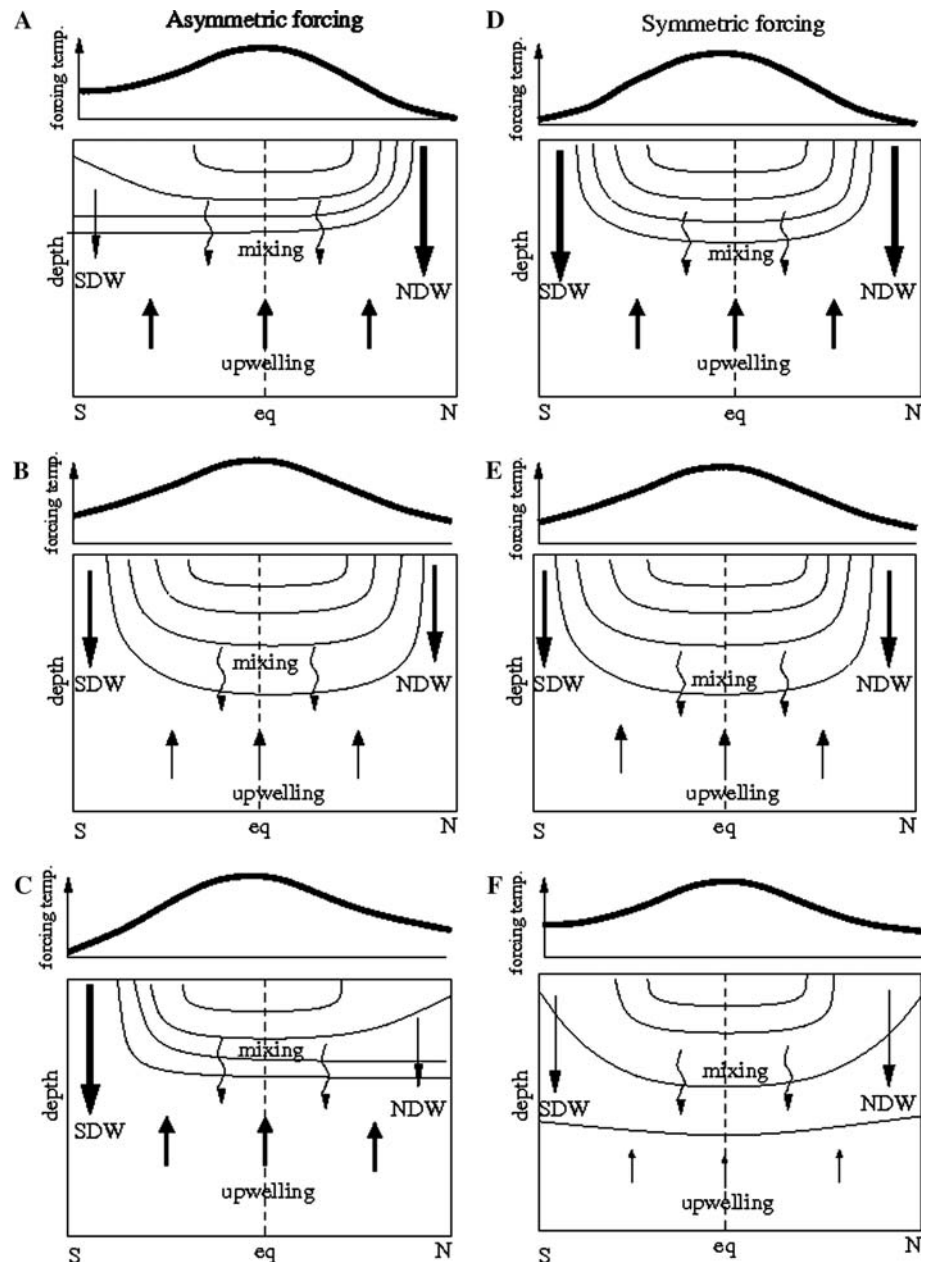 Asymmetric forcing
Symmetric forcing
A
forcing temp.
depth
SDW
mixing
NDW
upwelling
S eq N
D
forcing temp.
depth
SDW
mixing
NDW
upwelling
S eq N
B
forcing temp.
depth
SDW
mixing
NDW
upwelling
S eq N
E
forcing temp.
depth
SDW
mixing
NDW
upwelling
S eq N
C
forcing temp.
depth
SDW
mixing
NDW
upwelling
S eq N
F
forcing temp.
depth
SDW
mixing
NDW
upwelling
S eq N